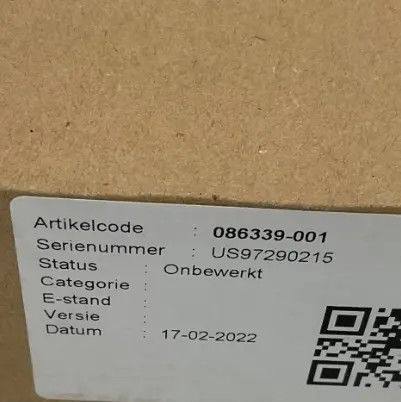 Artikelcode : 086339-001
Serienummer : US97290215
Status : Onbewerkt
Categorie :
E-stand :
Versie :
Datum : 17-02-2022